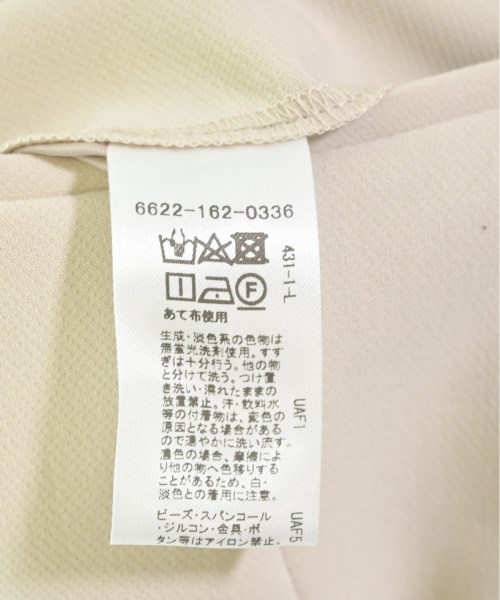 6622-162-0336
431-1-L
F
あて布使用
生成・淡色系の色物は
無蛍光洗剤使用。すす
ぎは十分行う。他の物
と分けて洗う。つけ置
き洗い・濡れたままの
放置禁止。汗・飲料水
等の付着物は、変色の
原因となる場合がある
ので速やかに洗い流す。
濃色の場合、摩擦によ
り他の物へ色移りする
ことがあるため、白・
淡色との着用に注意。
UAF1
ビーズ・スパンコール
・ジルコン・金具・ボ
タン等はアイロン禁止。
UAF5